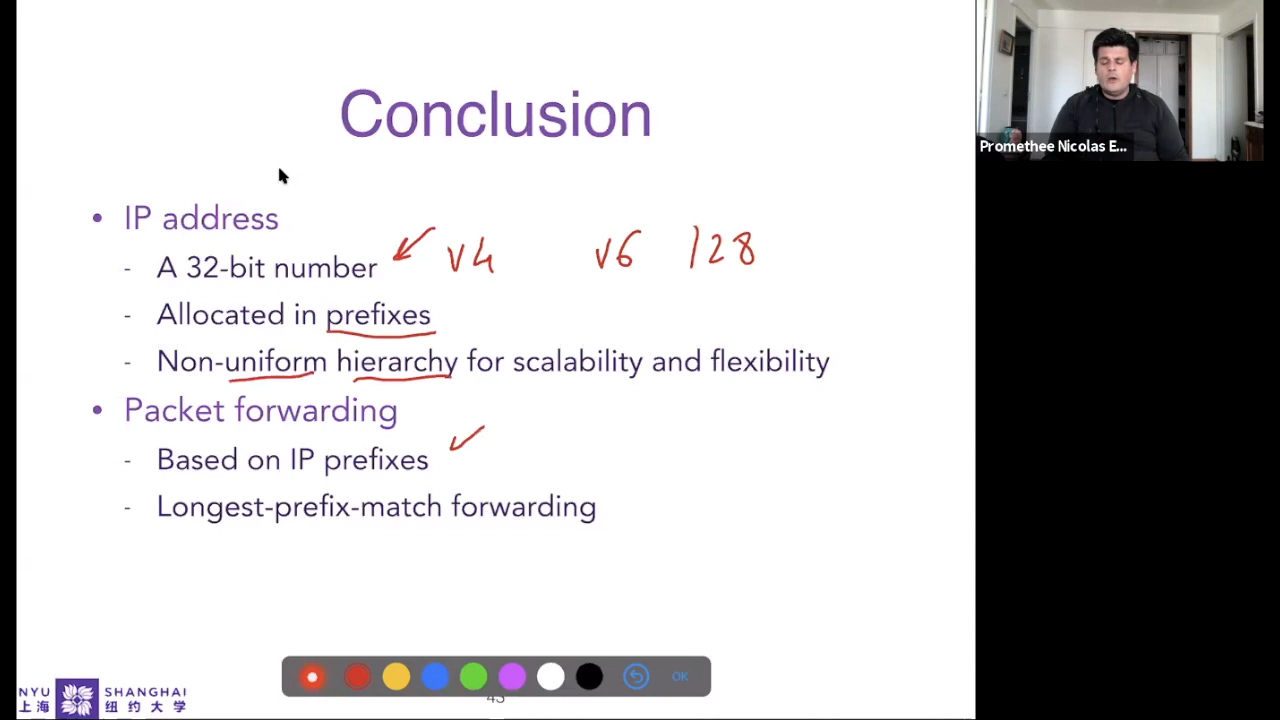 Conclusion
Promethee Nicolas E...
• IP address
- A 32-bit number v4 v6 128
- Allocated in prefixes
- Non-uniform hierarchy for scalability and flexibility
• Packet forwarding
- Based on IP prefixes
- Longest-prefix-match forwarding
OK
NYU SHANGHAI
上海 纽约大学